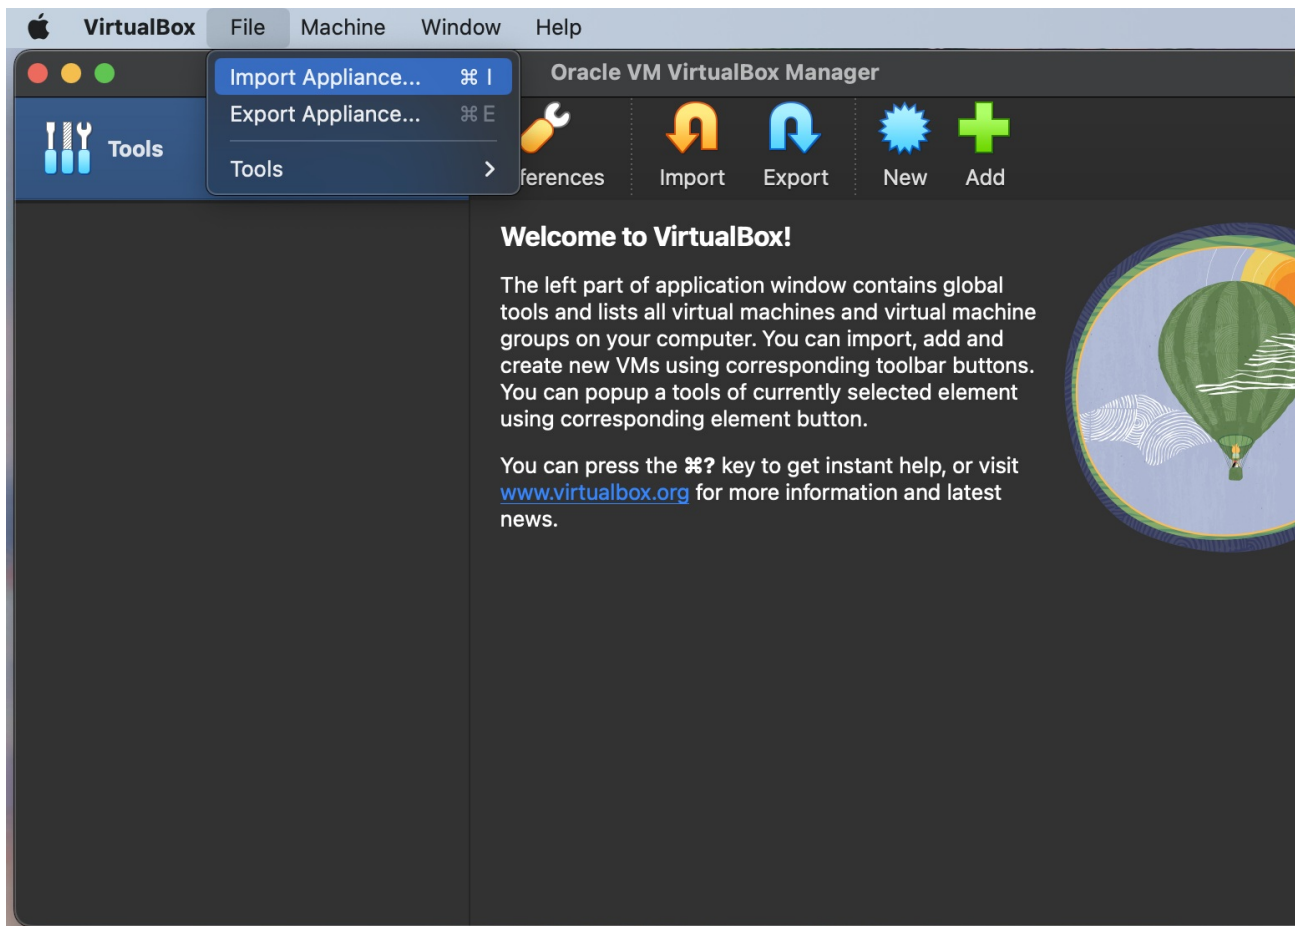 VirtualBox File Machine Window Help
Oracle VM VirtualBox Manager
Import Appliance... ⌘ I
Export Appliance... ⌘ E
Tools
Tools
ferences Import Export New Add
Welcome to VirtualBox!
The left part of application window contains global
tools and lists all virtual machines and virtual machine
groups on your computer. You can import, add and
create new VMs using corresponding toolbar buttons.
You can popup a tools of currently selected element
using corresponding element button.
You can press the ⌘? key to get instant help, or visit
www.virtualbox.org for more information and latest
news.